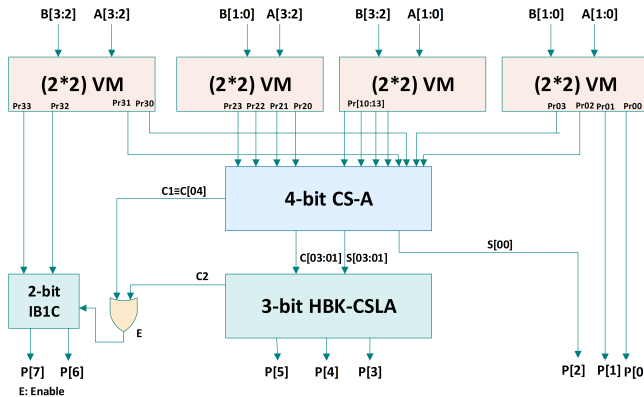 B[3:2] A[3:2] B[1:0] A[3:2] B[3:2] A[1:0] B[1:0] A[1:0]
(2*2) VM (2*2) VM (2*2) VM (2*2) VM
Pr33 Pr32 Pr31 Pr30 Pr23 Pr22 Pr21 Pr20 Pr[10:13] Pr03 Pr02 Pr01 Pr00
C1≡C[04] 4-bit CS-A
C[03:01] S[03:01] S[00]
C2
2-bit
IB1C
E
3-bit HBK-CSLA
P[7] P[6] P[5] P[4] P[3] P[2] P[1] P[0
E: Enable